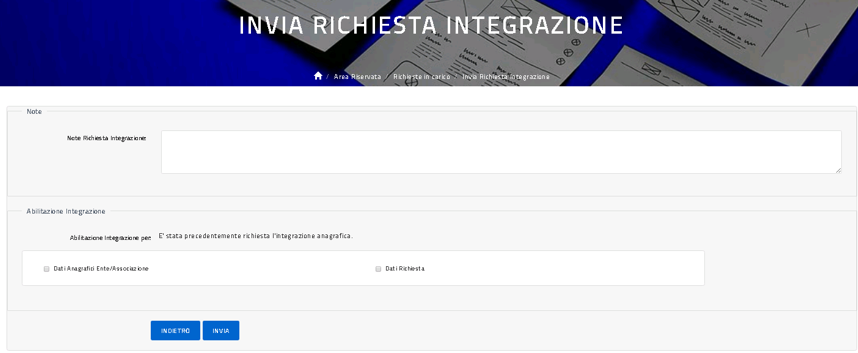 INVIA RICHIESTA INTEGRAZIONE
/ Area Riservata / Richieste in carico / Invia Richiesta Integrazione
Note
Note Richiesta Integrazione:
Abilitazione Integrazione
Abilitazione Integrazione per: E' stata precedentemente richiesta l'integrazione anagrafica.
Dati Anagrafici Ente/Associazione Dati Richiesta
INDIETRO INVIA